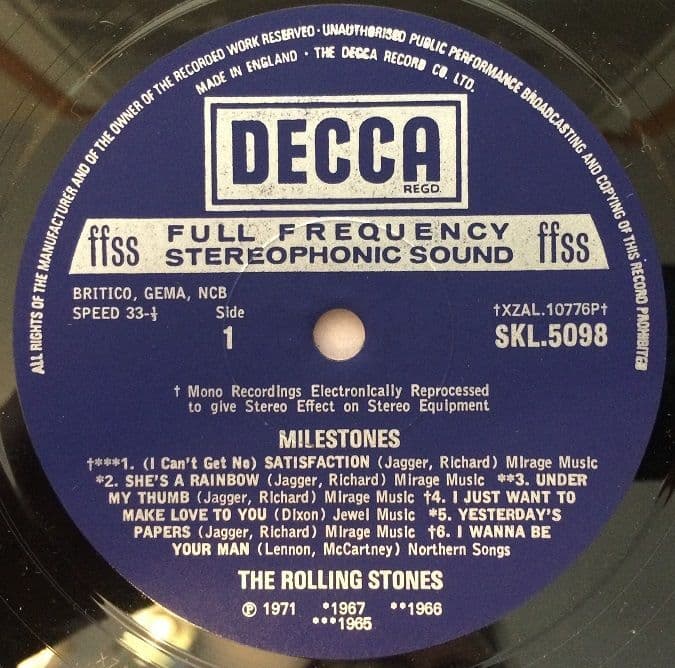 ALL RIGHTS OF THE MANUFACTURER AND OF THE OWNER OF THE RECORDED WORK RESERVED · UNAUTHORISED PUBLIC PERFORMANCE BROADCASTING AND COPYING OF THIS RECORD PROHIBITED
MADE IN ENGLAND · THE DECCA RECORD CO. LTD.
DECCA
REGD.
ffss FULL FREQUENCY STEREOPHONIC SOUND ffss
BRITICO, GEMA, NCB
SPEED 33-⅓ Side †XZAL.10776P†
1 SKL.5098
† Mono Recordings Electronically Reprocessed
to give Stereo Effect on Stereo Equipment
MILESTONES
†***1. (I Can't Get No) SATISFACTION (Jagger, Richard) Mirage Music
*2. SHE'S A RAINBOW (Jagger, Richard) Mirage Music **3. UNDER
MY THUMB (Jagger, Richard) Mirage Music †4. I JUST WANT TO
MAKE LOVE TO YOU (Dixon) Jewel Music *5. YESTERDAY'S
PAPERS (Jagger, Richard) Mirage Music †6. I WANNA BE
YOUR MAN (Lennon, McCartney) Northern Songs
THE ROLLING STONES
℗ 1971 *1967 **1966
***1965